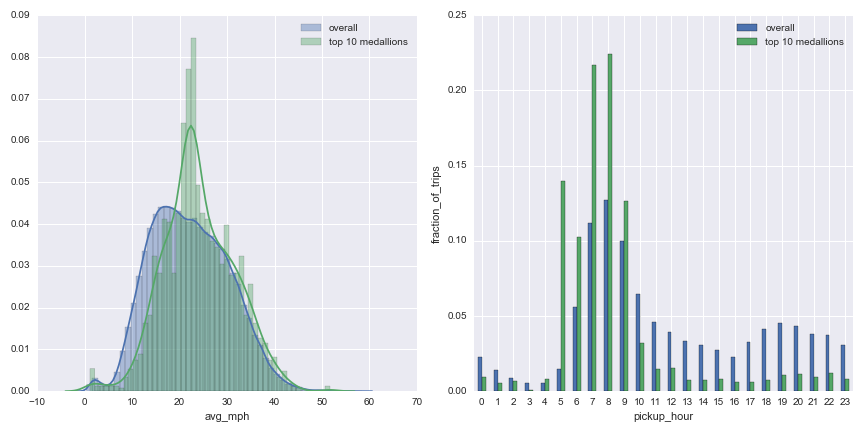 0.09
0.08
0.07
0.06
0.05
0.04
0.03
0.02
0.01
0.00
−10 0 10 20 30 40 50 60 70
avg_mph
overall
top 10 medallions
0.25
0.20
0.15
0.10
0.05
0.00
fraction_of_trips
0 1 2 3 4 5 6 7 8 9 10 11 12 13 14 15 16 17 18 19 20 21 22 23
pickup_hour
overall
top 10 medallions